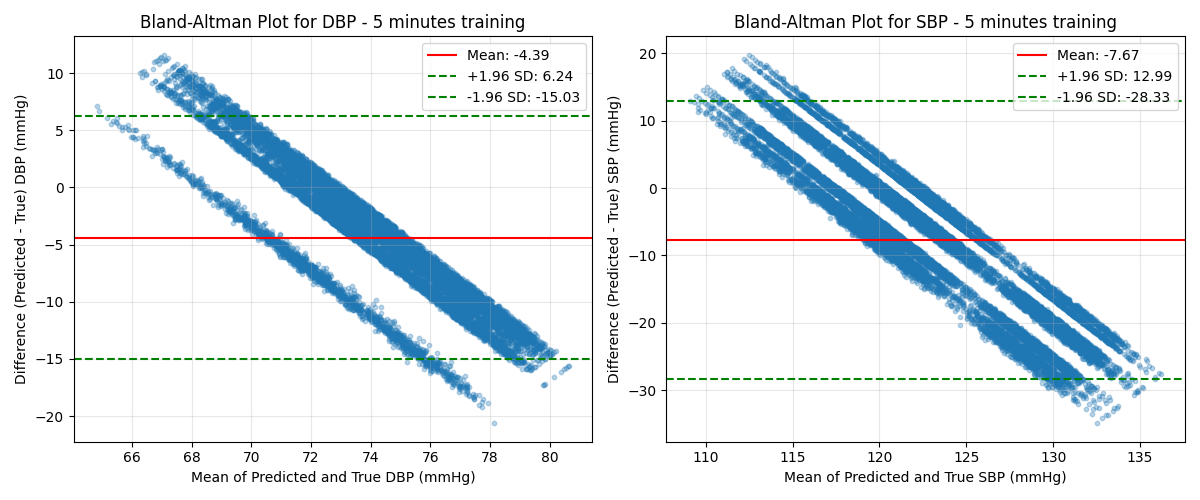 Bland-Altman Plot for DBP - 5 minutes training
Difference (Predicted - True) DBP (mmHg)
10
5
0
−5
−10
−15
−20
Mean: -4.39
+1.96 SD: 6.24
-1.96 SD: -15.03
66
68
70
72
74
76
78
80
Mean of Predicted and True DBP (mmHg)
Bland-Altman Plot for SBP - 5 minutes training
Difference (Predicted - True) SBP (mmHg)
20
10
0
−10
−20
−30
Mean: -7.67
+1.96 SD: 12.99
-1.96 SD: -28.33
110
115
120
125
130
135
Mean of Predicted and True SBP (mmHg)